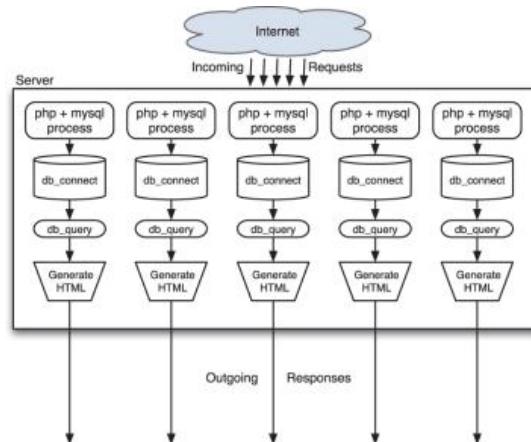 Internet
Incoming Requests
Server
php + mysql process
php + mysql process
php + mysql process
php + mysql process
php + mysql process
db_connect
db_connect
db_connect
db_connect
db_connect
db_query
db_query
db_query
db_query
db_query
Generate HTML
Generate HTML
Generate HTML
Generate HTML
Generate HTML
Outgoing Responses